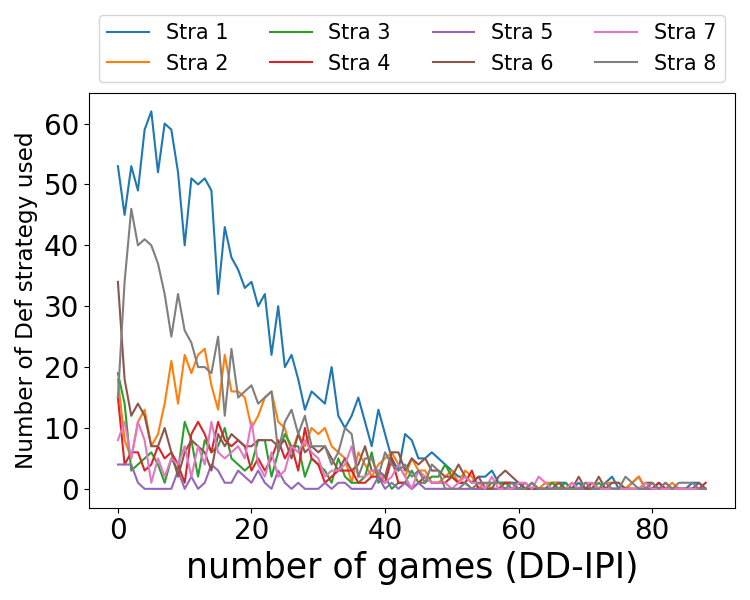 Stra 1 Stra 3 Stra 5 Stra 7
Stra 2 Stra 4 Stra 6 Stra 8
Number of Def strategy used
60
50
40
30
20
10
0
0 20 40 60 80
number of games (DD-IPI)